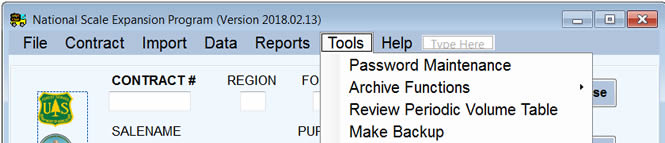 National Scale Expansion Program (Version 2018.02.13)
File Contract Import Data Reports Tools Help Type Here
CONTRACT # REGION FO
Password Maintenance
Archive Functions
Review Periodic Volume Table
Make Backup
se
SALENAME PUR
U S